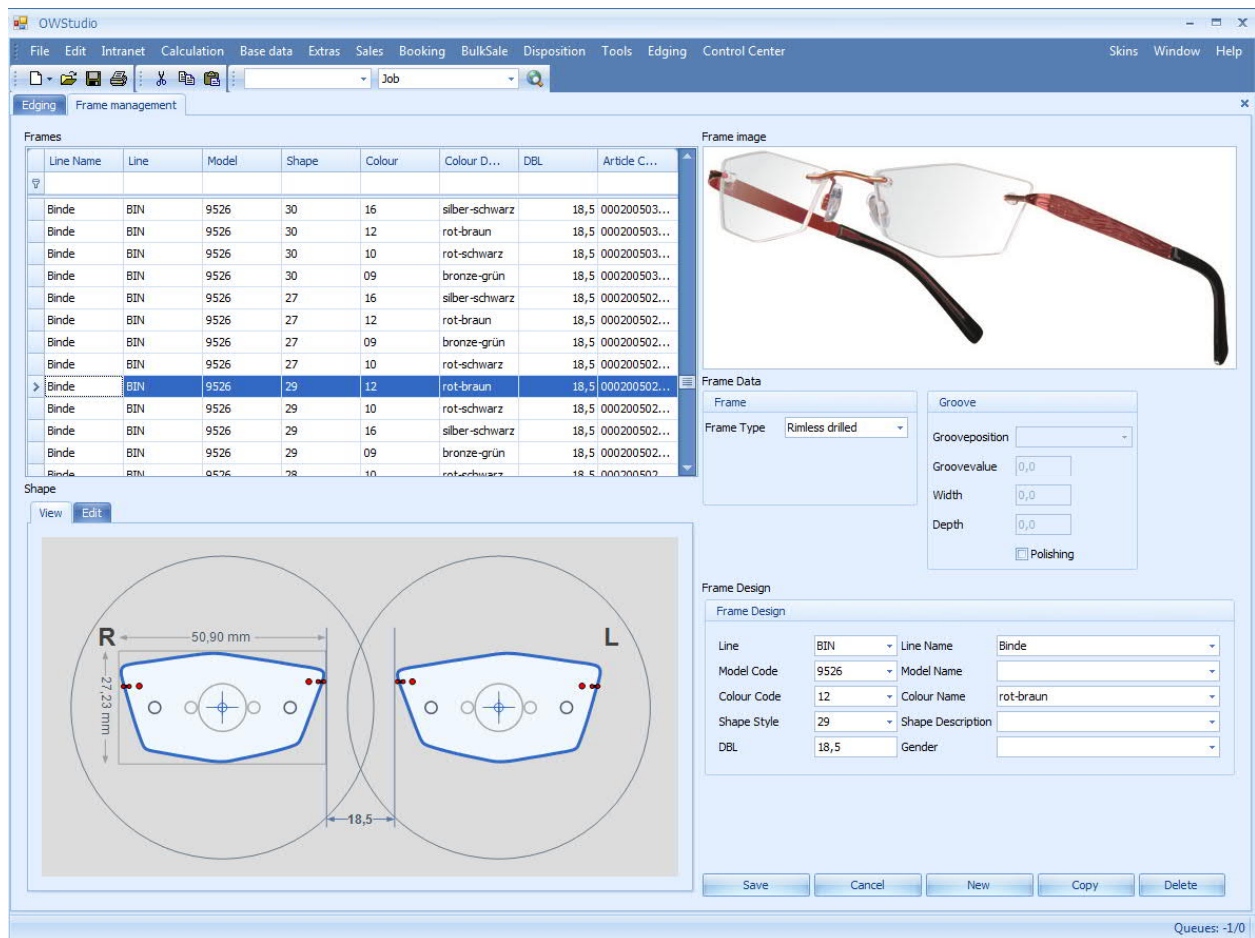 OWStudio
File Edit Intranet Calculation Base data Extras Sales Booking BulkSale Disposition Tools Edging Control Center Skins Window Help
Job
Edging Frame management
Frames
Line Name Line Model Shape Colour Colour D... DBL Article C...
Binde BIN 9526 30 16 silber-schwarz 18,5 000200503...
Binde BIN 9526 30 12 rot-braun 18,5 000200503...
Binde BIN 9526 30 10 rot-schwarz 18,5 000200503...
Binde BIN 9526 30 09 bronze-grün 18,5 000200503...
Binde BIN 9526 27 16 silber-schwarz 18,5 000200502...
Binde BIN 9526 27 12 rot-braun 18,5 000200502...
Binde BIN 9526 27 09 bronze-grün 18,5 000200502...
Binde BIN 9526 27 10 rot-schwarz 18,5 000200502...
Binde BIN 9526 29 12 rot-braun 18,5 000200502...
Binde BIN 9526 29 10 rot-schwarz 18,5 000200502...
Binde BIN 9526 29 16 silber-schwarz 18,5 000200502...
Binde BIN 9526 29 09 bronze-grün 18,5 000200502...
Binde BIN 9526 28 10 rot-schwarz 18,5 000200502
Frame image
Frame Data
Frame
Frame Type Rimless drilled
Groove
Grooveposition
Groovevalue 0,0
Width 0,0
Depth 0,0
Polishing
Shape
View Edit
R 50,90 mm L
27,23 mm
18,5
Frame Design
Frame Design
Line BIN Line Name Binde
Model Code 9526 Model Name
Colour Code 12 Colour Name rot-braun
Shape Style 29 Shape Description
DBL 18,5 Gender
Save Cancel New Copy Delete
Queues: -1/0